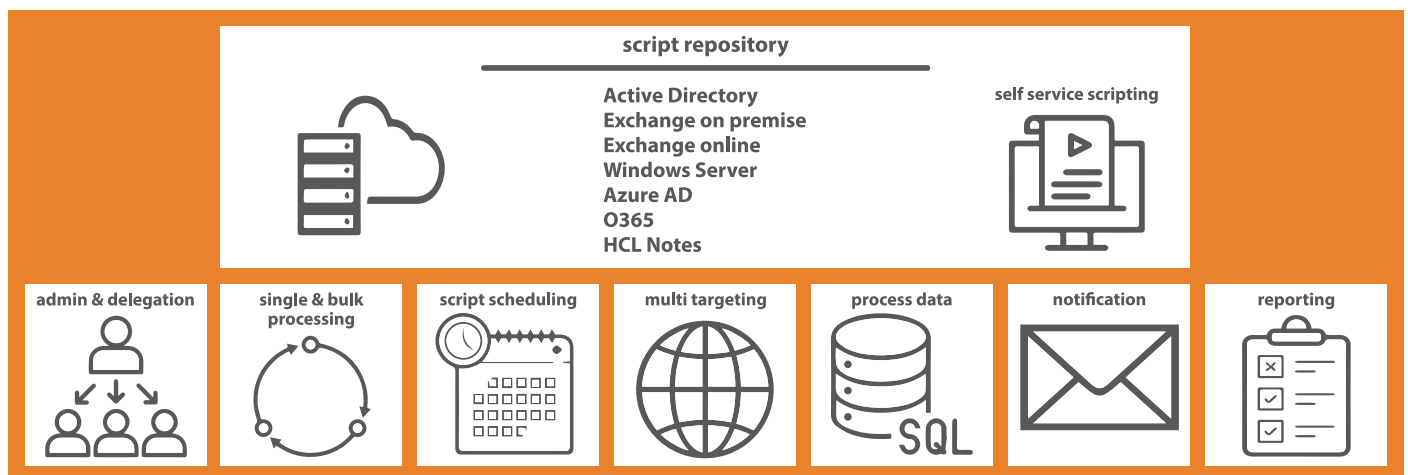 script repository
Active Directory
Exchange on premise
Exchange online
Windows Server
Azure AD
O365
HCL Notes
self service scripting
admin & delegation
single & bulk
processing
script scheduling
multi targeting
process data
SQL
notification
reporting